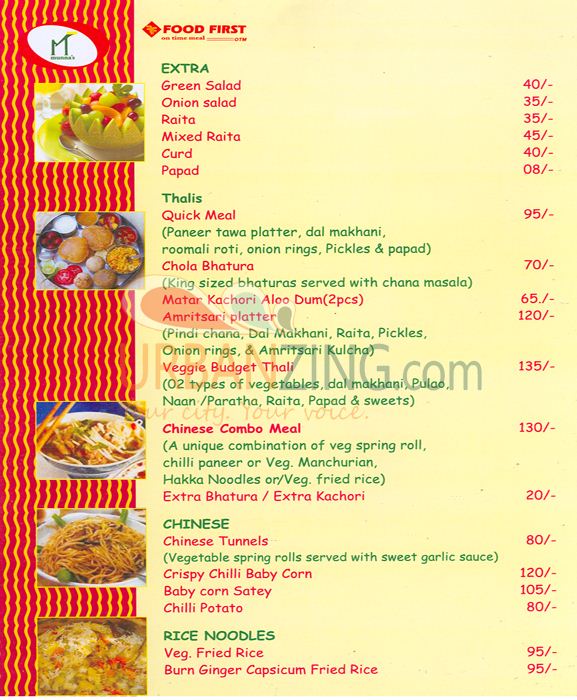 munna's
FOOD FIRST
on time meal OTM
EXTRA
Green Salad 40/-
Onion salad 35/-
Raita 35/-
Mixed Raita 45/-
Curd 40/-
Papad 08/-
Thalis
Quick Meal 95/-
(Paneer tawa platter, dal makhani,
roomali roti, onion rings, Pickles & papad)
Chola Bhatura 70/-
(King sized bhaturas served with chana masala)
Matar Kachori Aloo Dum(2pcs) 65./-
Amritsari platter 120/-
(Pindi chana, Dal Makhani, Raita, Pickles,
Onion rings, & Amritsari Kulcha)
URBANZING.com
Veggie Budget Thali 135/-
(02 types of vegetables, dal makhani, Pulao,
Naan /Paratha, Raita, Papad & sweets)
Your city. Your voice.
Chinese Combo Meal 130/-
(A unique combination of veg spring roll,
chilli paneer or Veg. Manchurian,
Hakka Noodles or/Veg. fried rice)
Extra Bhatura / Extra Kachori 20/-
CHINESE
Chinese Tunnels 80/-
(Vegetable spring rolls served with sweet garlic sauce)
Crispy Chilli Baby Corn 120/-
Baby corn Satey 105/-
Chilli Potato 80/-
RICE NOODLES
Veg. Fried Rice 95/-
Burn Ginger Capsicum Fried Rice 95/-